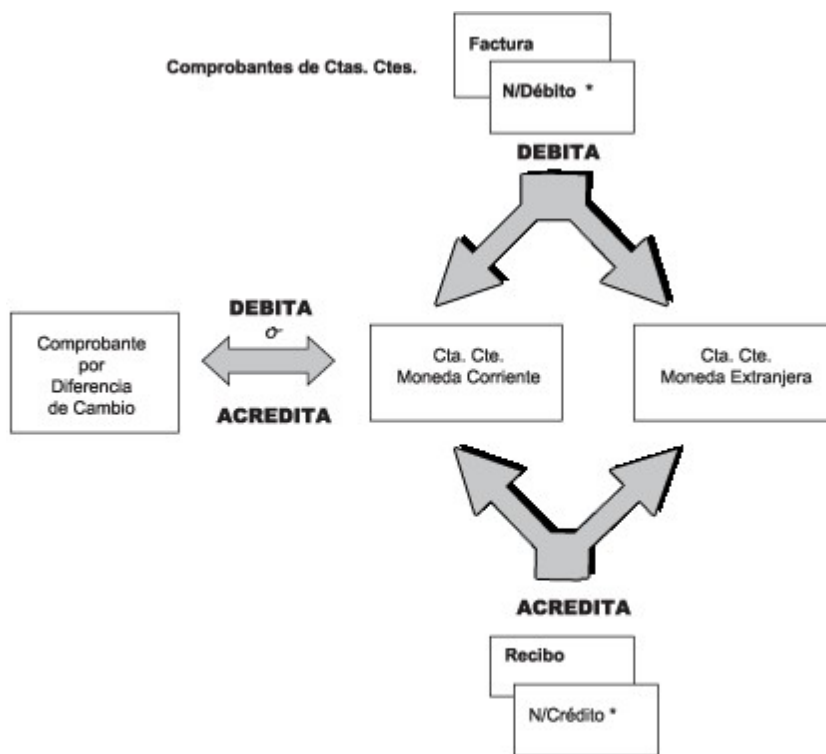 Comprobantes de Ctas. Ctes.
Factura
N/Débito *
DEBITA
DEBITA
o
ACREDITA
Comprobante
por
Diferencia
de Cambio
Cta. Cte.
Moneda Corriente
Cta. Cte.
Moneda Extranjera
ACREDITA
Recibo
N/Crédito *